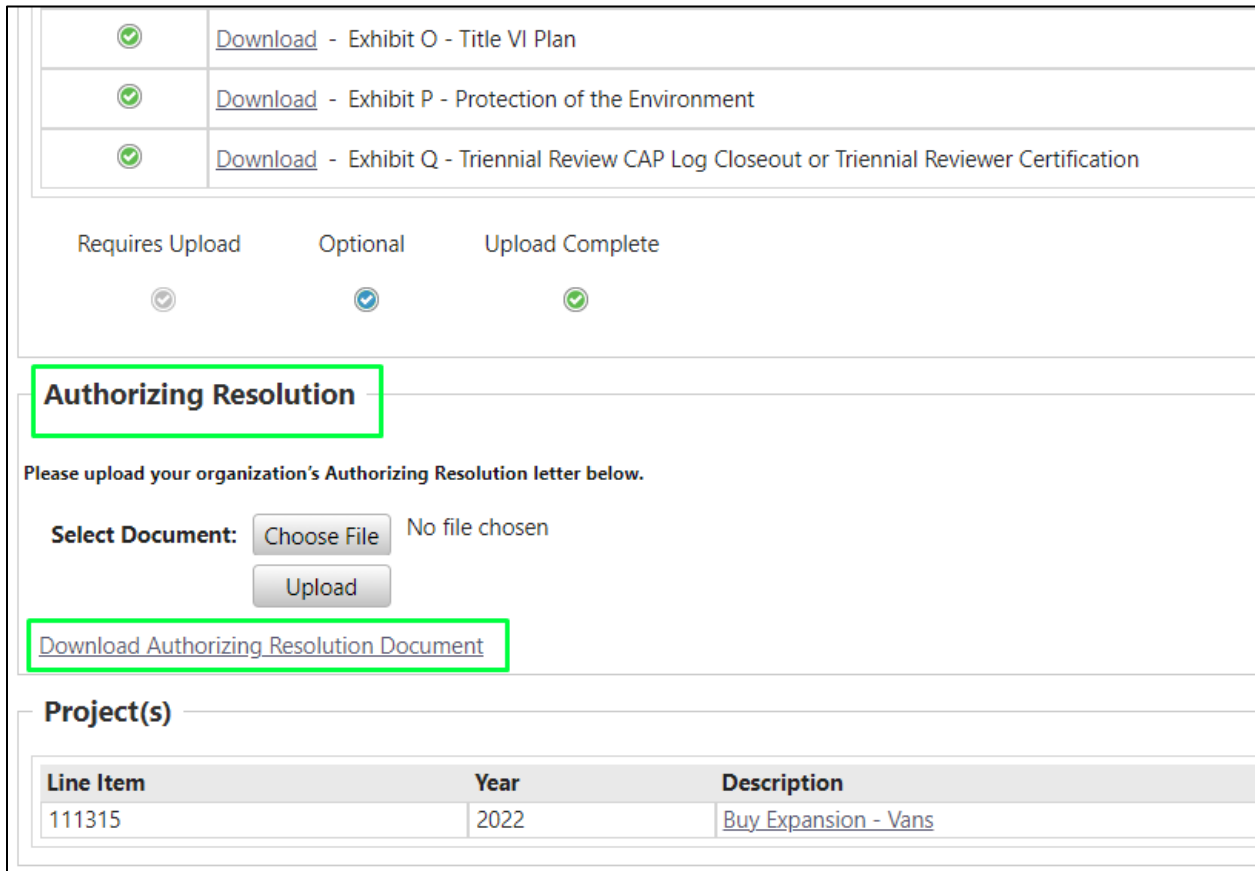 Download - Exhibit O - Title VI Plan
Download - Exhibit P - Protection of the Environment
Download - Exhibit Q - Triennial Review CAP Log Closeout or Triennial Reviewer Certification
Requires Upload Optional Upload Complete
Authorizing Resolution
Please upload your organization's Authorizing Resolution letter below.
Select Document: Choose File No file chosen
Upload
Download Authorizing Resolution Document
Project(s)
Line Item Year Description
111315 2022 Buy Expansion - Vans